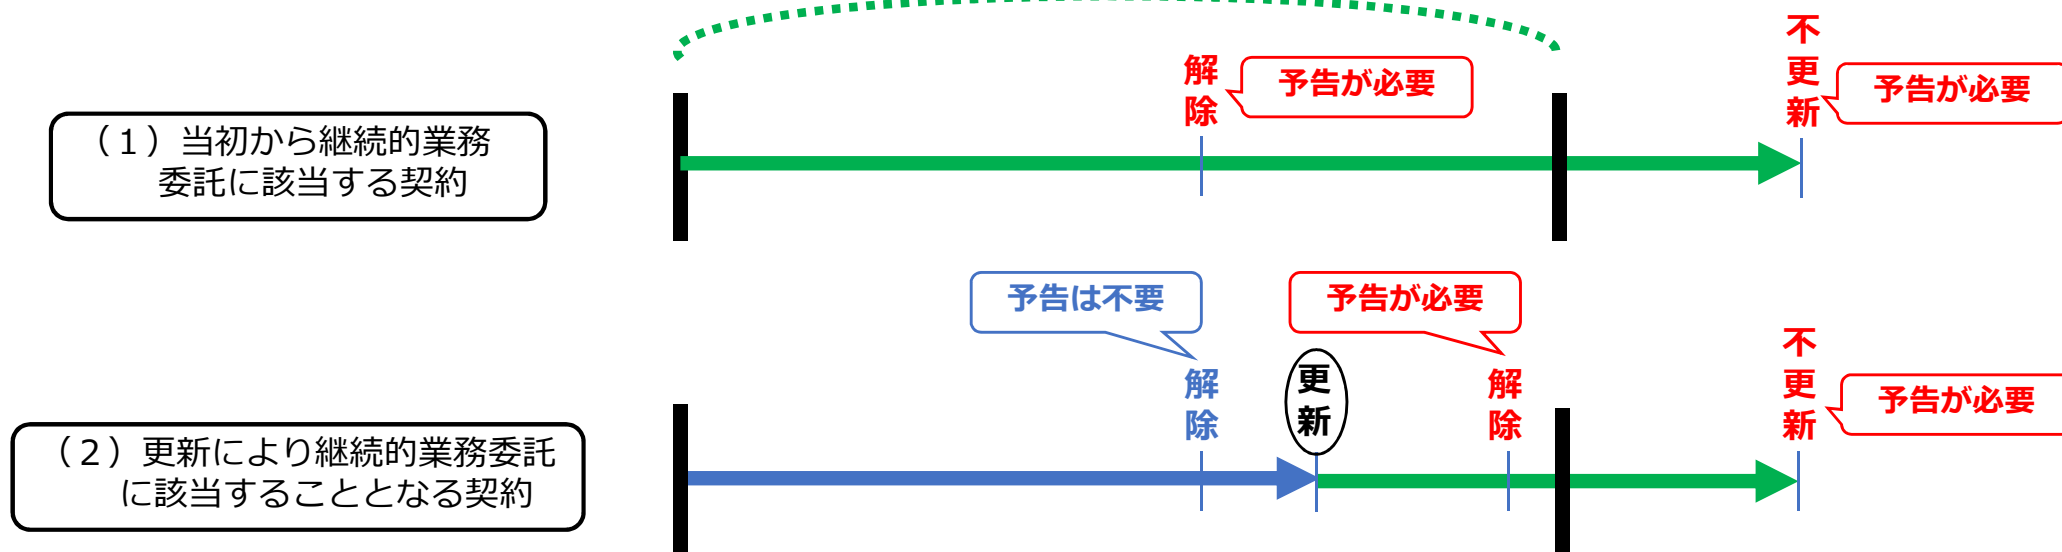 （１）当初から継続的業務
委託に該当する契約
解除
予告が必要
不更新
予告が必要
（２）更新により継続的業務委託
に該当することとなる契約
予告は不要
解除
更新
予告が必要
解除
不更新
予告が必要